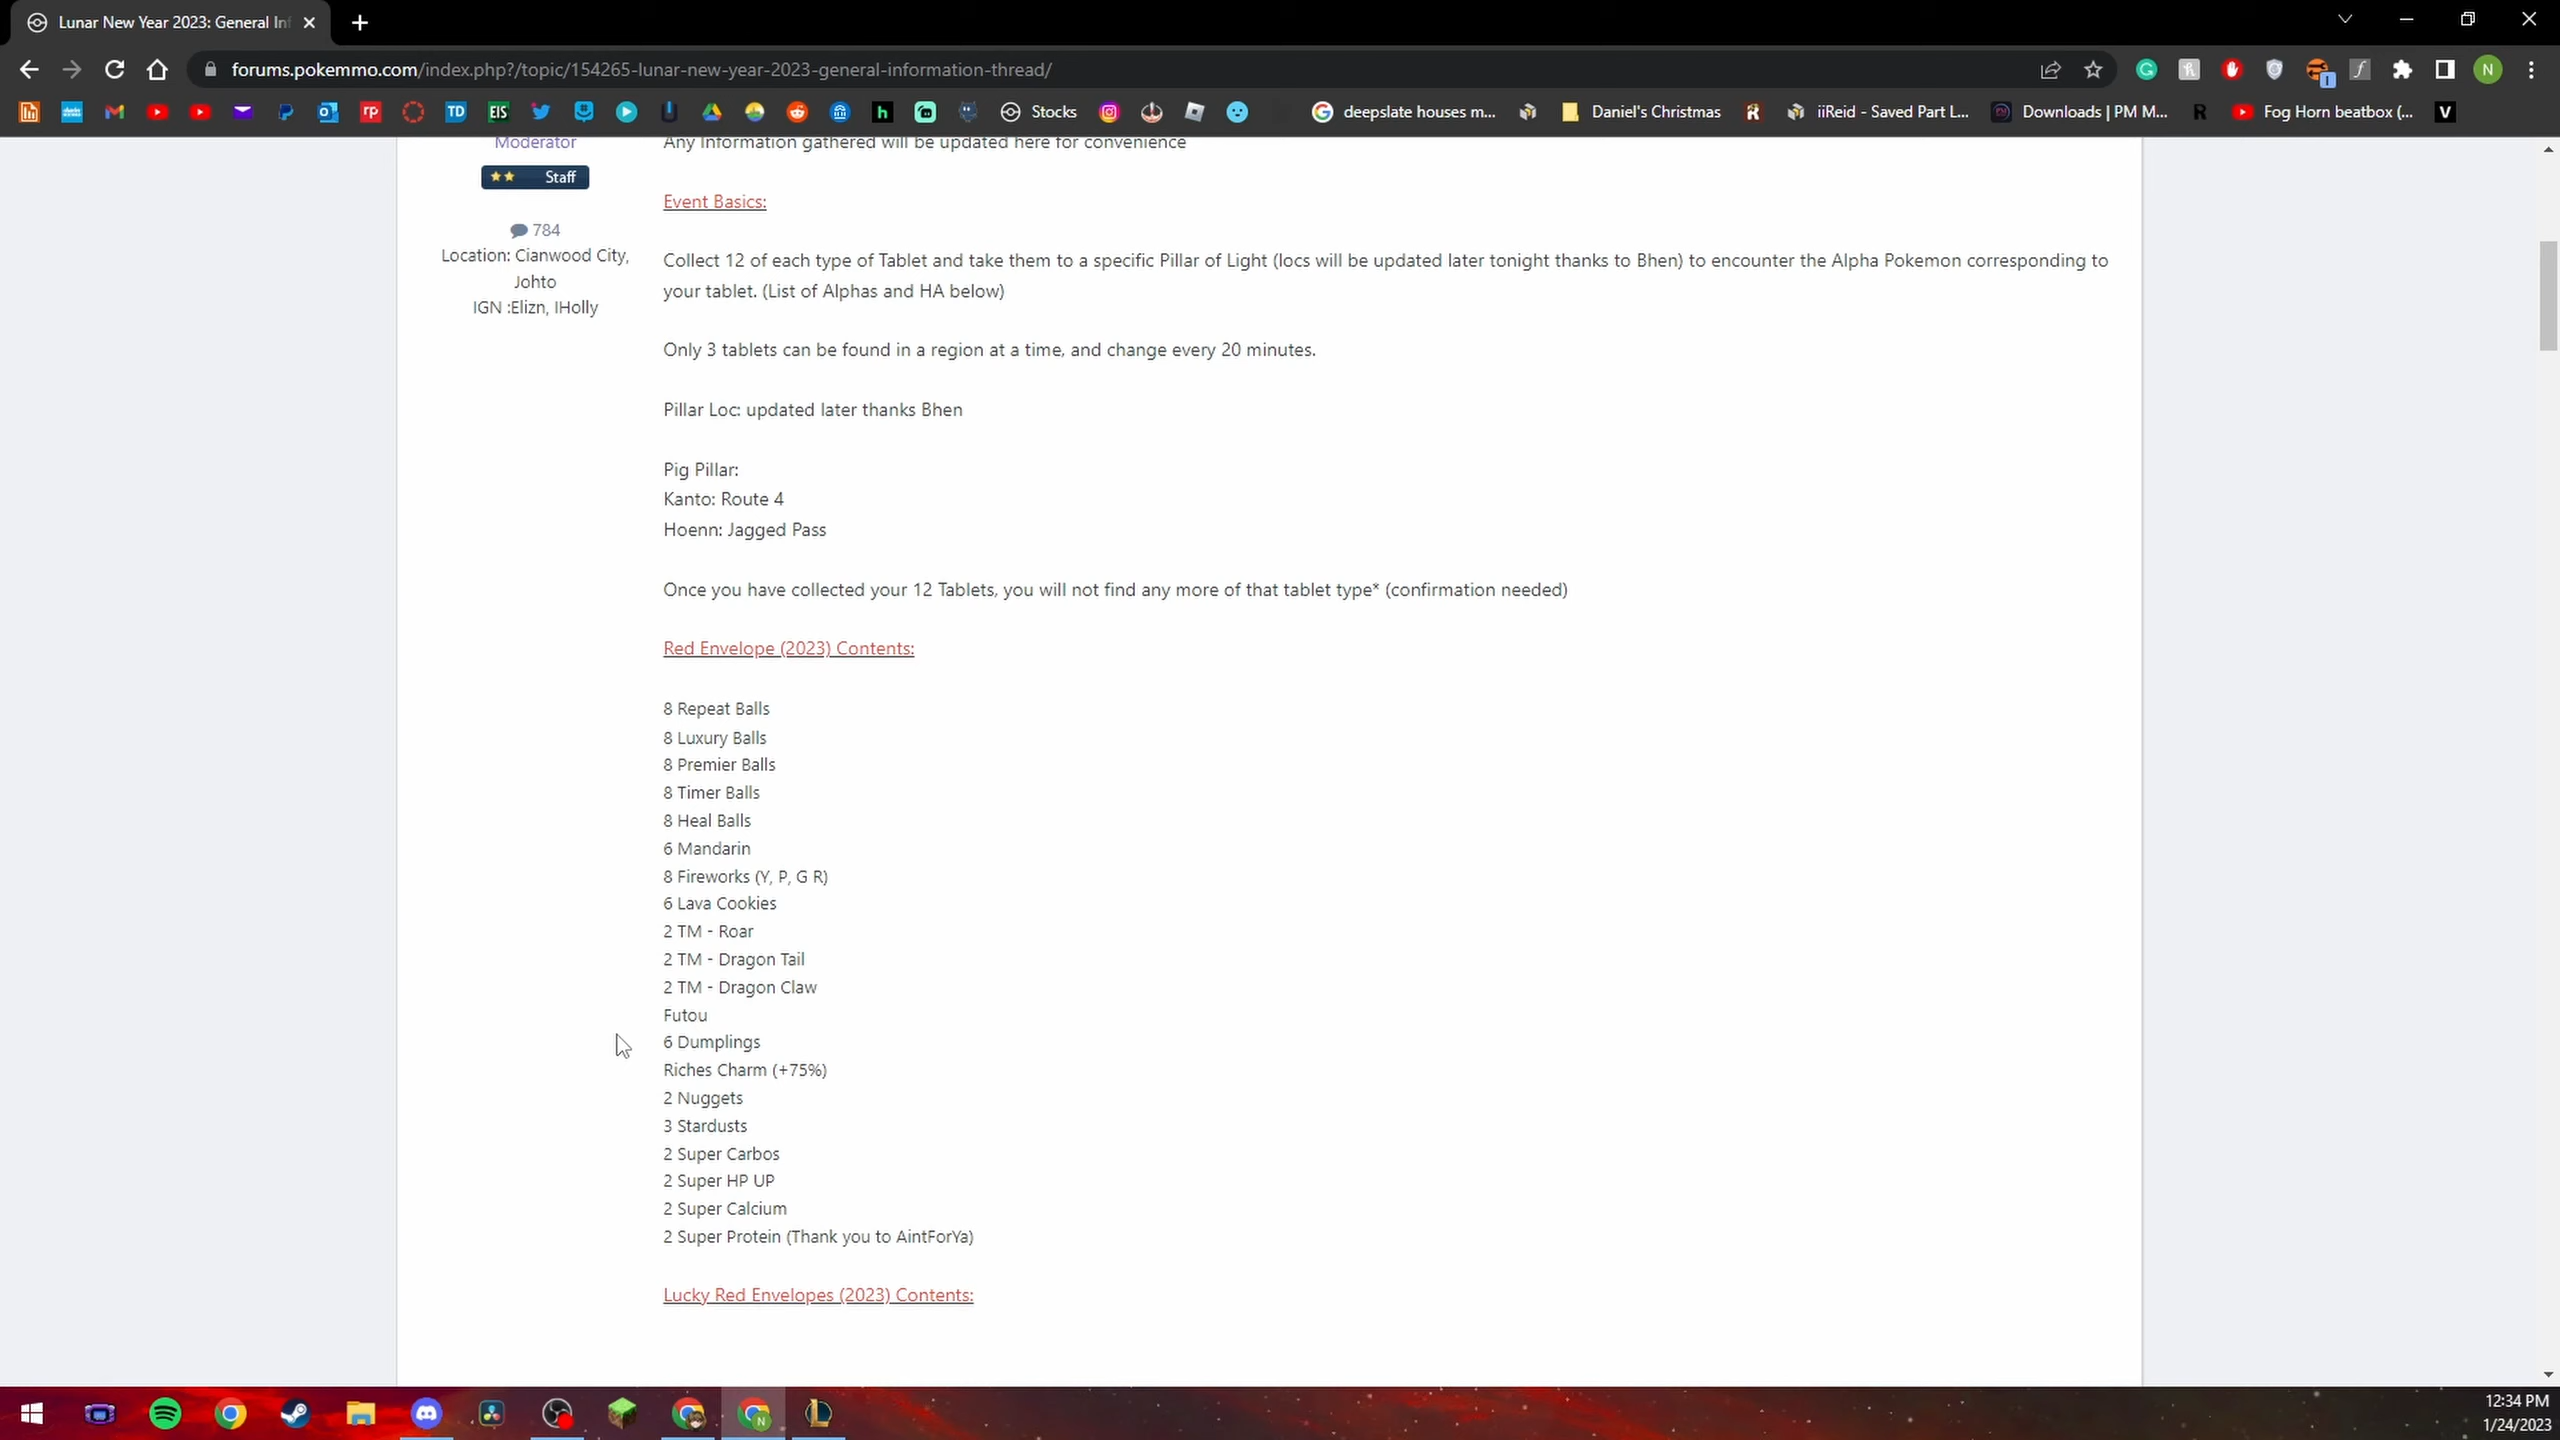 Lunar New Year 2023: General Inf
forums.pokemmo.com/index.php?/topic/154265-lunar-new-year-2023-general-information-thread/
TD
EIS
Stocks
deepslate houses m...
Daniel's Christmas
iiReid - Saved Part L...
Downloads | PM M...
Fog Horn beatbox (...
Moderator
Staff
784
Location: Cianwood City,
Johto
IGN :Elizn, IHolly
Any Information gathered will be updated here for convenience
Event Basics:
Collect 12 of each type of Tablet and take them to a specific Pillar of Light (locs will be updated later tonight thanks to Bhen) to encounter the Alpha Pokemon corresponding to
your tablet. (List of Alphas and HA below)
Only 3 tablets can be found in a region at a time, and change every 20 minutes.
Pillar Loc: updated later thanks Bhen
Pig Pillar:
Kanto: Route 4
Hoenn: Jagged Pass
Once you have collected your 12 Tablets, you will not find any more of that tablet type* (confirmation needed)
Red Envelope (2023) Contents:
8 Repeat Balls
8 Luxury Balls
8 Premier Balls
8 Timer Balls
8 Heal Balls
6 Mandarin
8 Fireworks (Y, P, G R)
6 Lava Cookies
2 TM - Roar
2 TM - Dragon Tail
2 TM - Dragon Claw
Futou
6 Dumplings
Riches Charm (+75%)
2 Nuggets
3 Stardusts
2 Super Carbos
2 Super HP UP
2 Super Calcium
2 Super Protein (Thank you to AintForYa)
Lucky Red Envelopes (2023) Contents:
12:34 PM
1/24/2023